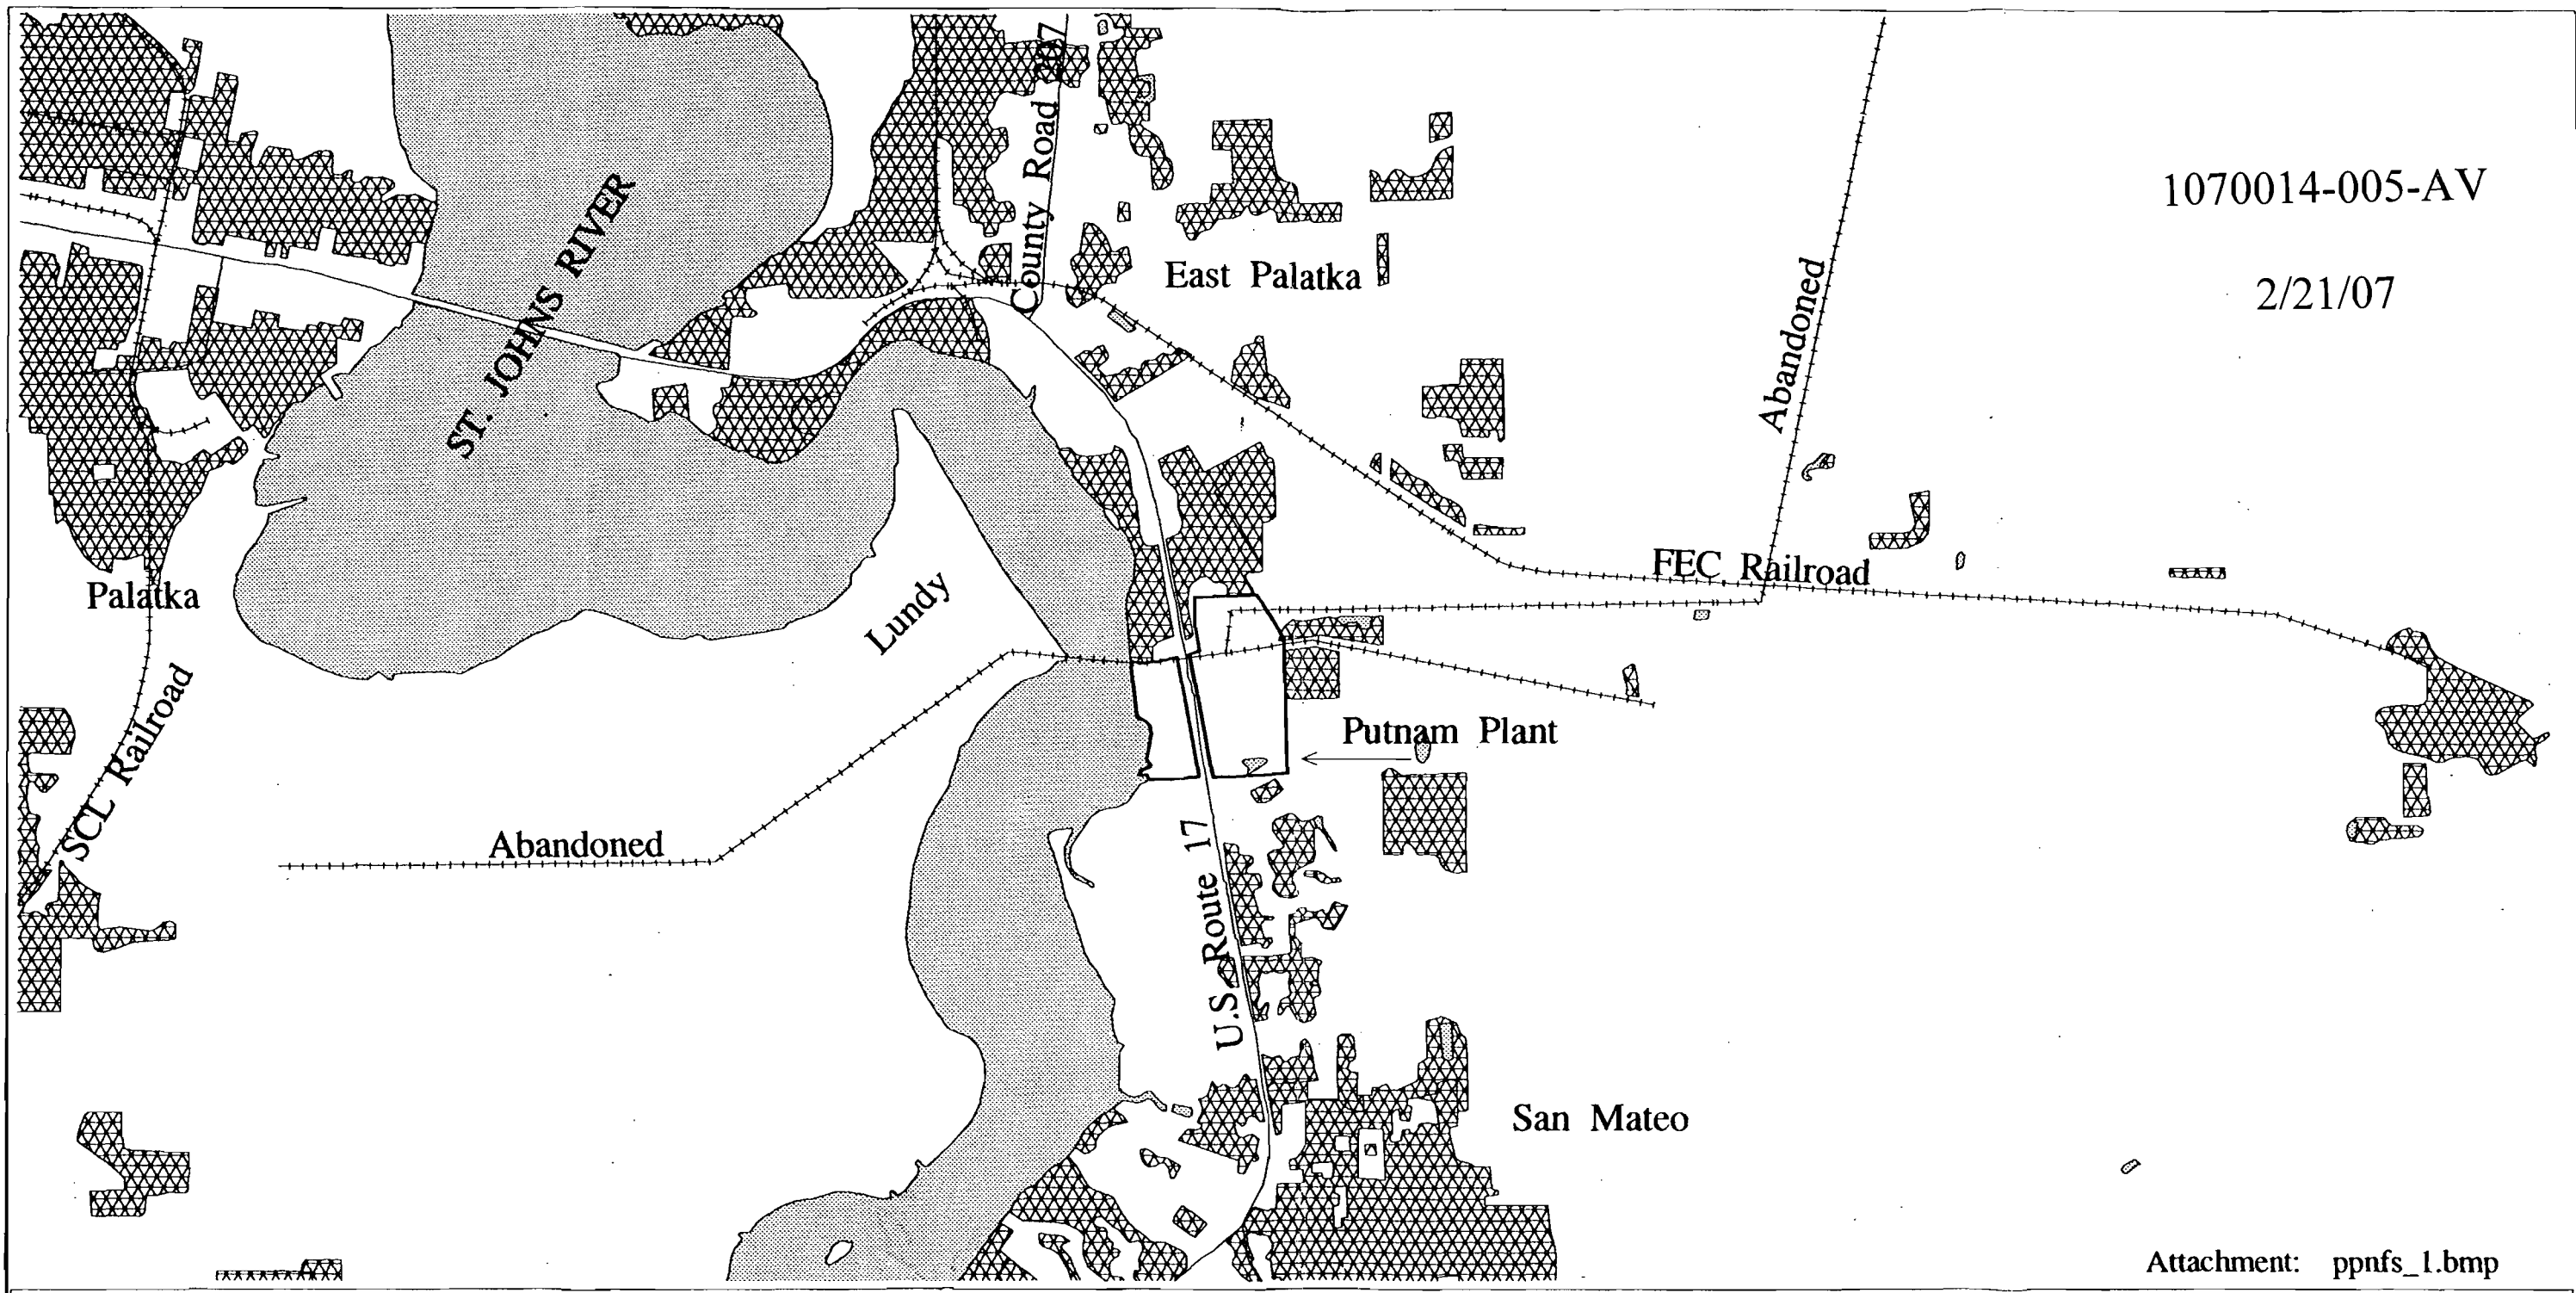 County Road 207
1070014-005-AV
2/21/07
ST. JOHNS RIVER
East Palatka
Abandoned
FEC Railroad
Palatka
Lundy
SCL Railroad
Putnam Plant
Abandoned
U.S. Route 17
San Mateo
Attachment: ppnfs_1.bmp